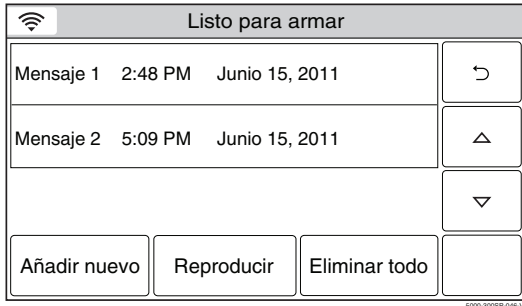 Listo para armar
Mensaje 1 2:48 PM Junio 15, 2011
Mensaje 2 5:09 PM Junio 15, 2011
Añadir nuevo Reproducir Eliminar todo